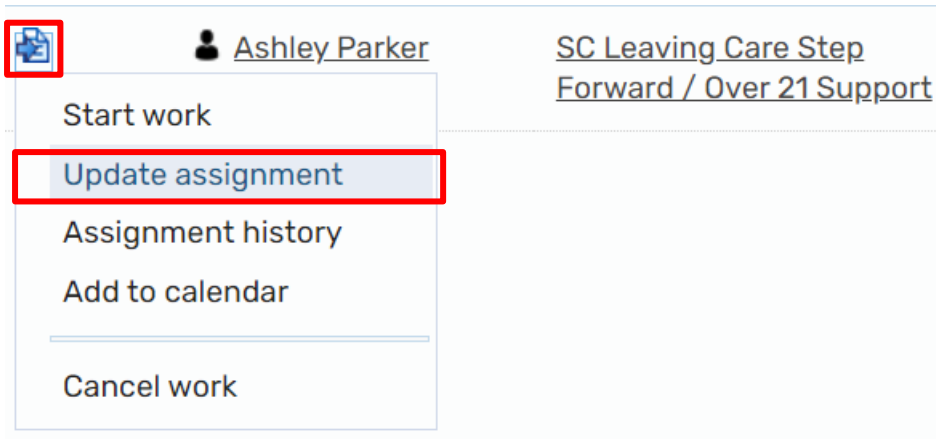 Ashley Parker
SC Leaving Care Step
Forward / Over 21 Support
Start work
Update assignment
Assignment history
Add to calendar
Cancel work